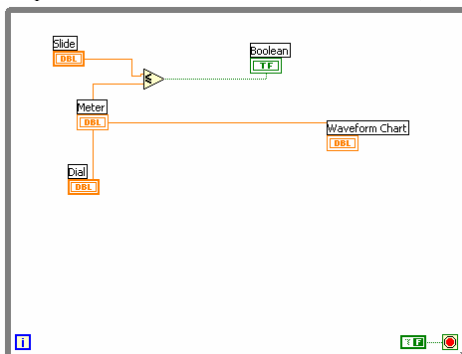 Slide
DBL
Boolean
TF
Meter
DBL
Waveform Chart
DBL
Dial
DBL
i
F